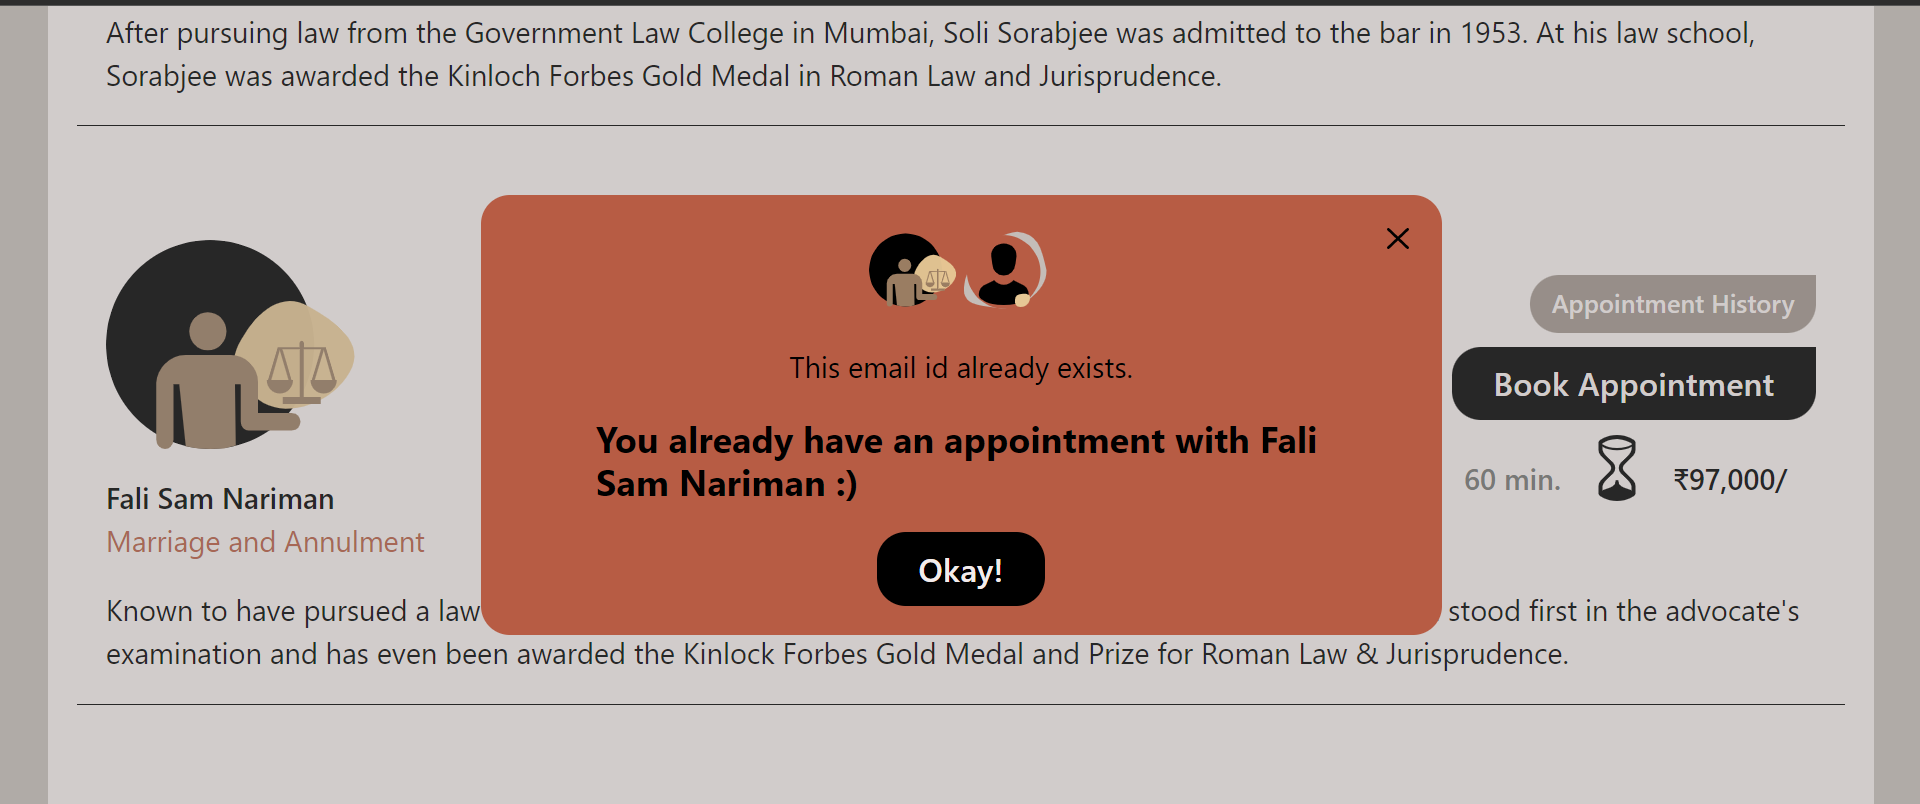 After pursuing law from the Government Law College in Mumbai, Soli Sorabjee was admitted to the bar in 1953. At his law school,
Sorabjee was awarded the Kinloch Forbes Gold Medal in Roman Law and Jurisprudence.
This email id already exists.
You already have an appointment with Fali
Sam Nariman :)
Okay!
Appointment History
Book Appointment
60 min.
₹97,000/
Fali Sam Nariman
Marriage and Annulment
Known to have pursued a law stood first in the advocate's
examination and has even been awarded the Kinlock Forbes Gold Medal and Prize for Roman Law & Jurisprudence.